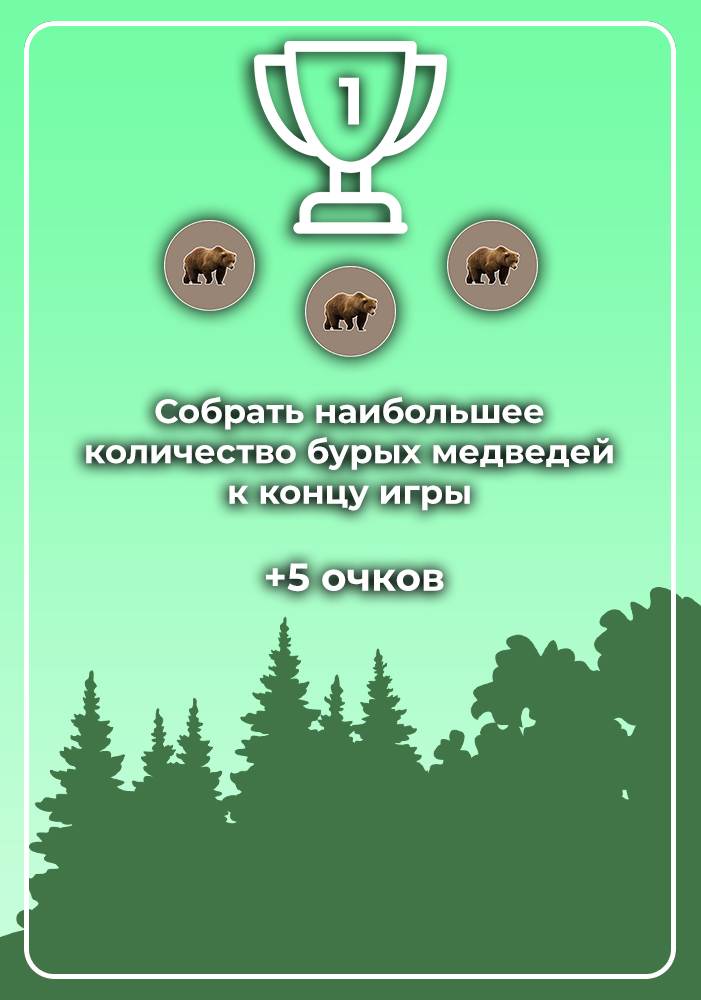 1
Собрать наибольшее
количество бурых медведей
к концу игры
+5 очков